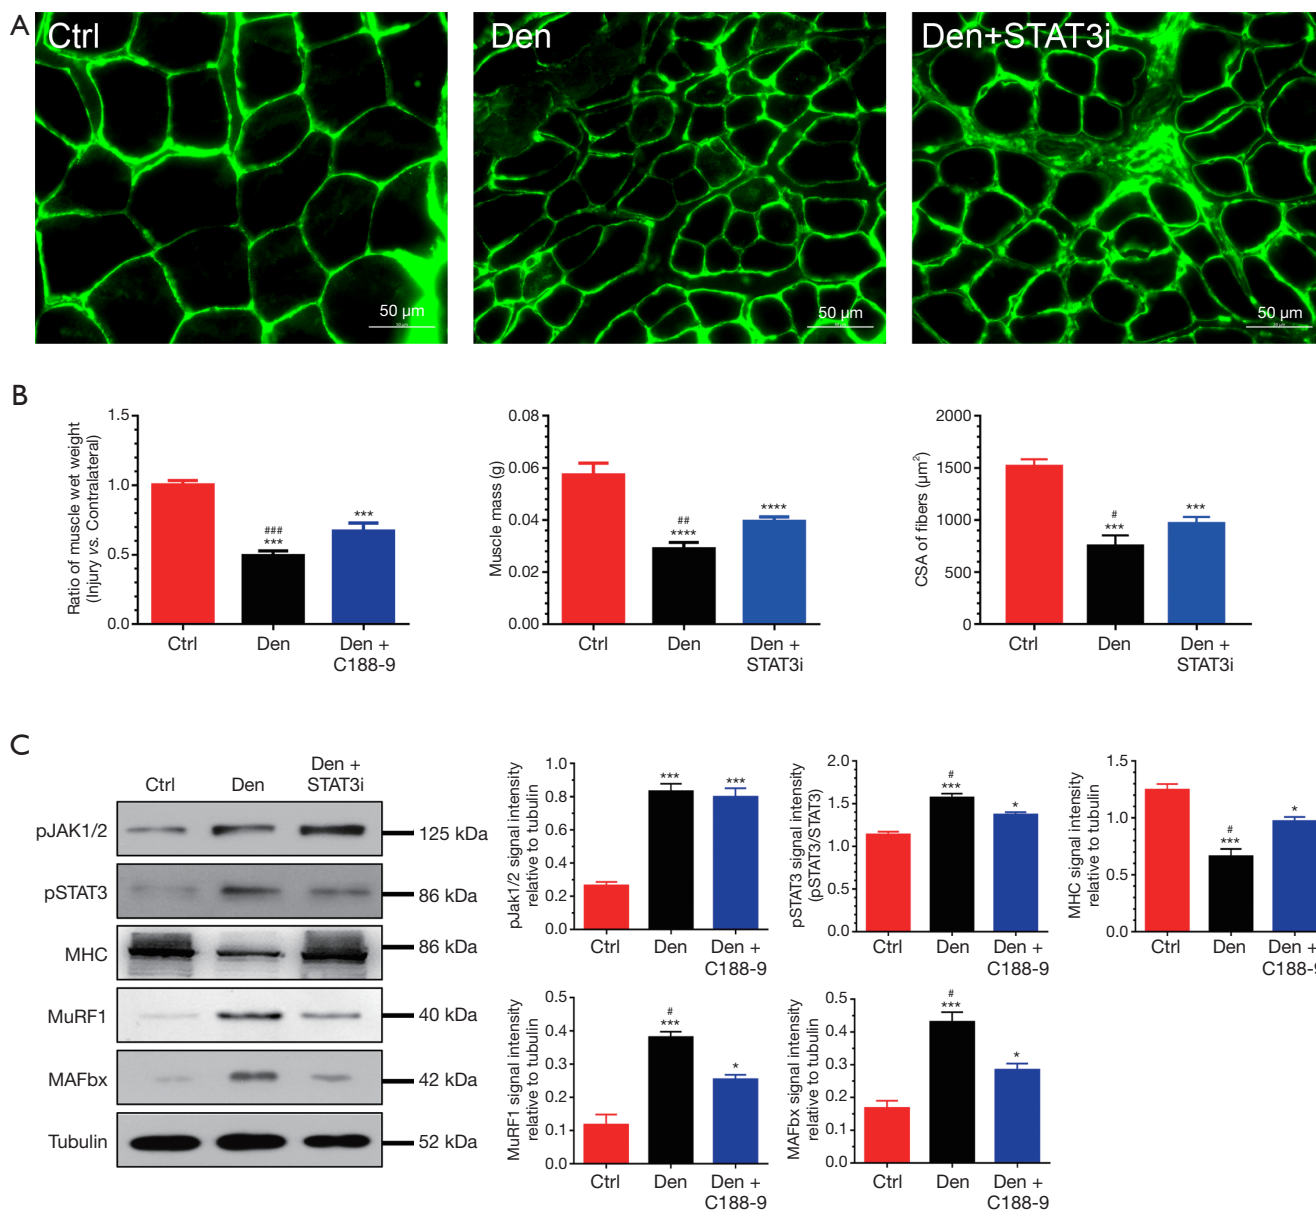 A
Ctrl
Den
Den+STAT3i
50 µm
50 µm
50 µm
B
Ratio of muscle wet weight
(Injury vs. Contralateral)
1.5
1.0
0.5
0.0
###
***
***
Ctrl
Den
Den +
C188-9
Muscle mass (g)
0.08
0.06
0.04
0.02
0.00
##
****
****
Ctrl
Den
Den +
STAT3i
CSA of fibers (µm²)
2000
1500
1000
500
0
#
***
***
Ctrl
Den
Den +
STAT3i
C
Ctrl
Den
Den +
STAT3i
pJAK1/2
125 kDa
pSTAT3
86 kDa
MHC
86 kDa
MuRF1
40 kDa
MAFbx
42 kDa
Tubulin
52 kDa
pJak1/2 signal intensity
relative to tubulin
1.0
0.8
0.6
0.4
0.2
0.0
***
***
Ctrl
Den
Den +
C188-9
pSTAT3 signal intensity
(pSTAT3/STAT3)
2.0
1.5
1.0
0.5
0.0
#
***
*
Ctrl
Den
Den +
C188-9
MHC signal intensity
relative to tubulin
1.5
1.0
0.5
0.0
#
***
*
Ctrl
Den
Den +
C188-9
MuRF1 signal intensity
relative to tubulin
0.5
0.4
0.3
0.2
0.1
0.0
#
***
*
Ctrl
Den
Den +
C188-9
MAFbx signal intensity
relative to tubulin
0.5
0.4
0.3
0.2
0.1
0.0
#
***
*
Ctrl
Den
Den +
C188-9